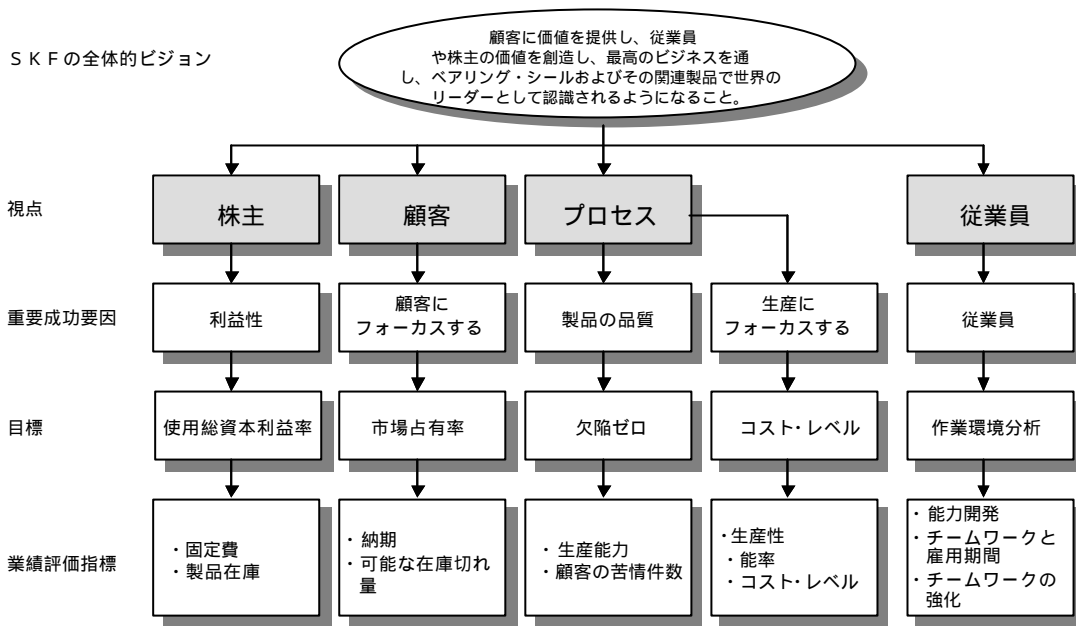 ＳＫＦの全体的ビジョン
顧客に価値を提供し、従業員
や株主の価値を創造し、最高のビジネスを通
し、ベアリング・シールおよびその関連製品で世界の
リーダーとして認識されるようになること。
視点
株主
顧客
プロセス
従業員
重要成功要因
利益性
顧客に
フォーカスする
製品の品質
生産に
フォーカスする
従業員
目標
使用総資本利益率
市場占有率
欠陥ゼロ
コスト・レベル
作業環境分析
業績評価指標
・固定費
・製品在庫
・納期
・可能な在庫切れ
量
・生産能力
・顧客の苦情件数
・生産性
・能率
・コスト・レベル
・能力開発
・チームワークと
雇用期間
・チームワークの
強化